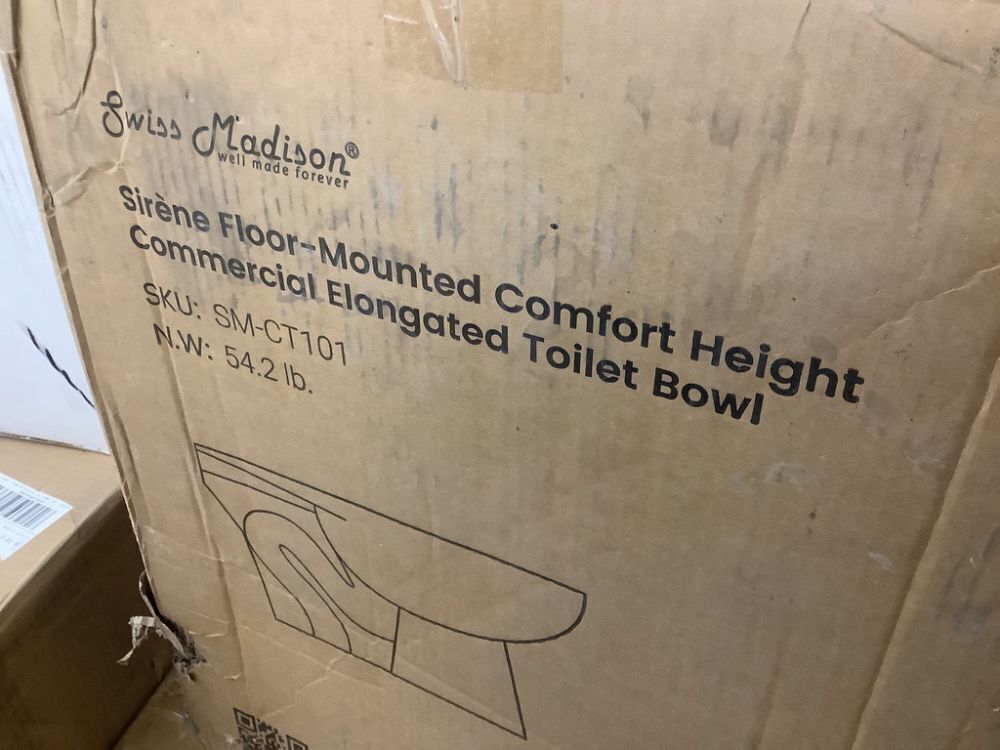 Swiss Madison®
well made forever
Sirène Floor-Mounted Comfort Height
Commercial Elongated Toilet Bowl
SKU: SM-CT101
N.W: 54.2 lb.